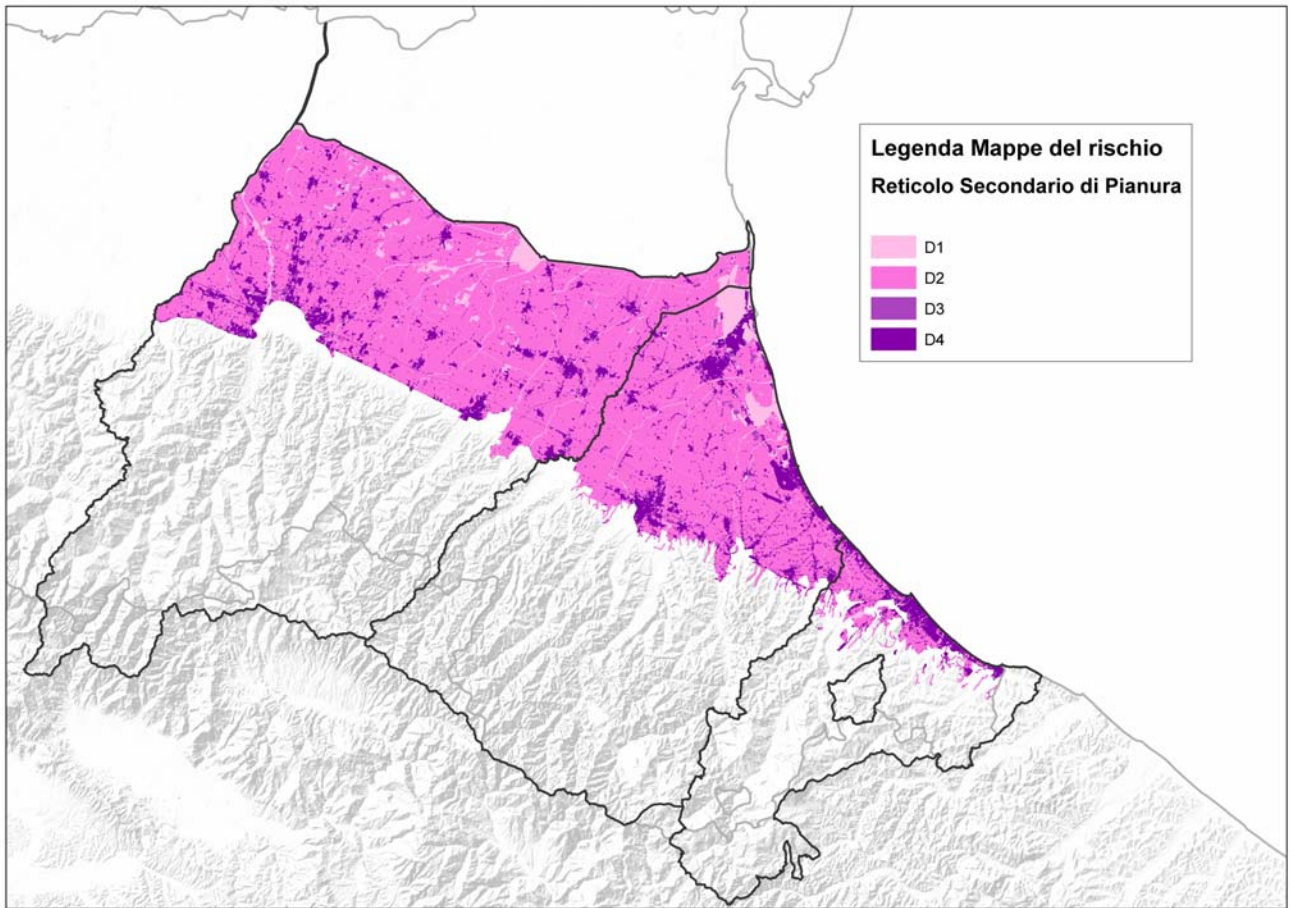 Legenda Mappe del rischio
Reticolo Secondario di Pianura
D1
D2
D3
D4